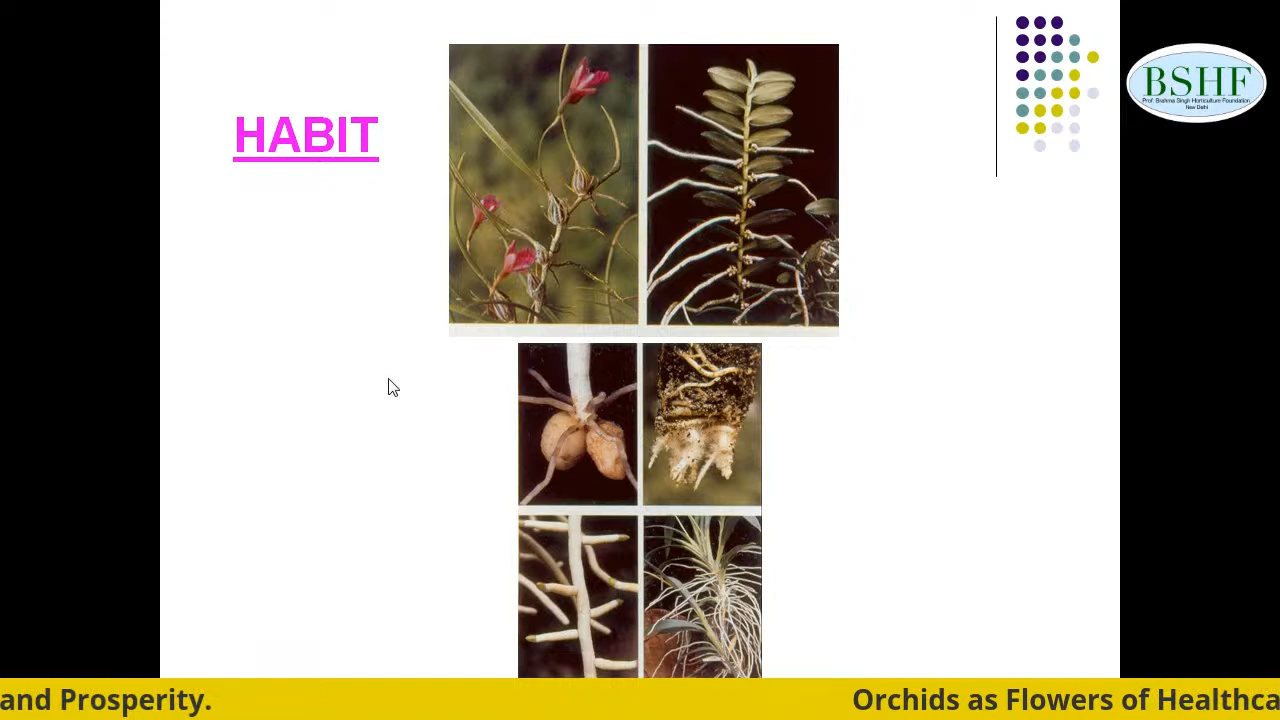 HABIT
BSHF
Prof. Brahma Singh Horticulture Foundation
New Delhi
and Prosperity.
Orchids as Flowers of Healthca